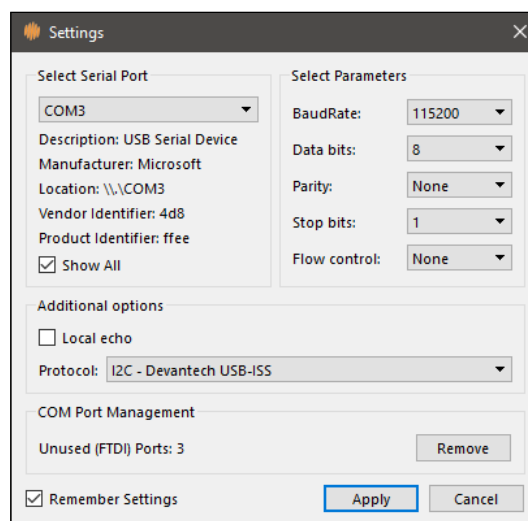 Settings
Select Serial Port
COM3
Description: USB Serial Device
Manufacturer: Microsoft
Location: \\.\COM3
Vendor Identifier: 4d8
Product Identifier: ffee
Show All
Select Parameters
BaudRate: 115200
Data bits: 8
Parity: None
Stop bits: 1
Flow control: None
Additional options
Local echo
Protocol: I2C - Devantech USB-ISS
COM Port Management
Unused (FTDI) Ports: 3 Remove
Remember Settings Apply Cancel